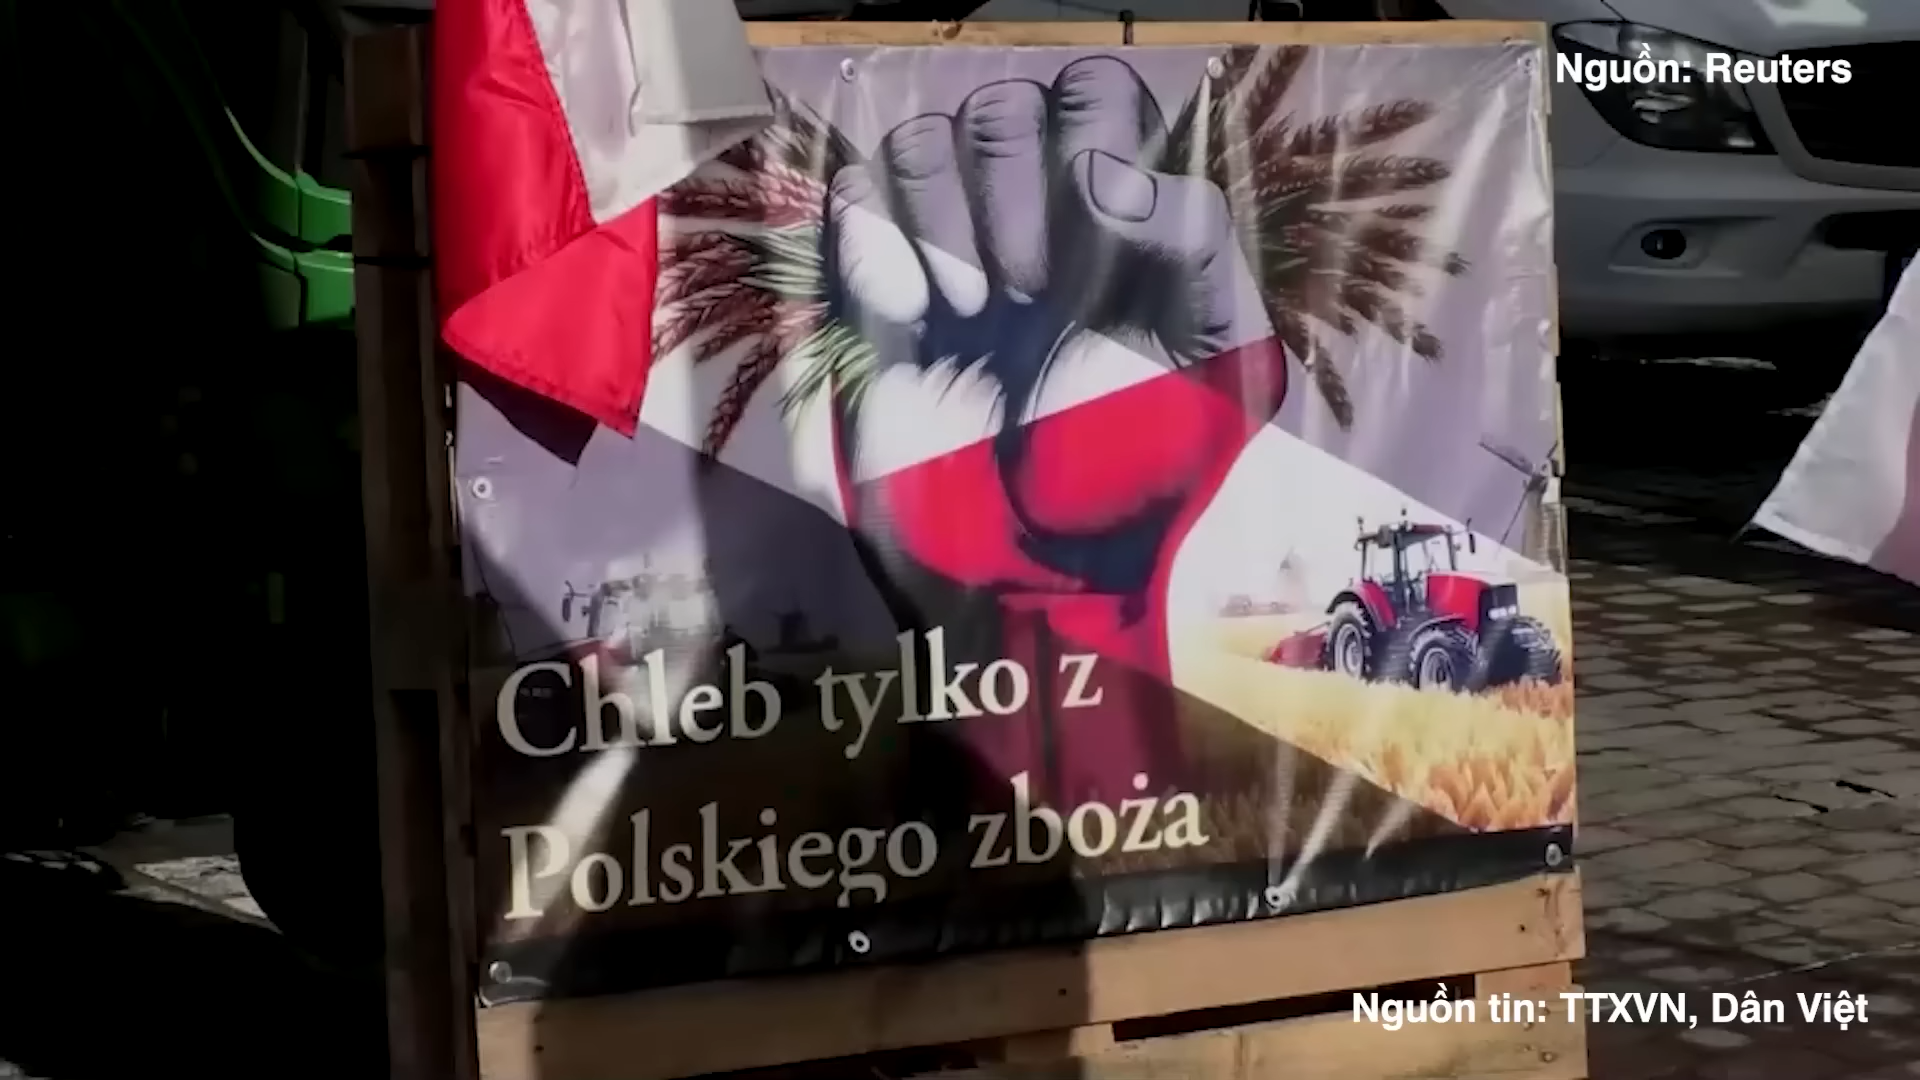 Nguồn: Reuters
Chleb tylko z
Polskiego zboża
Nguồn tin: TTXVN, Dân Việt